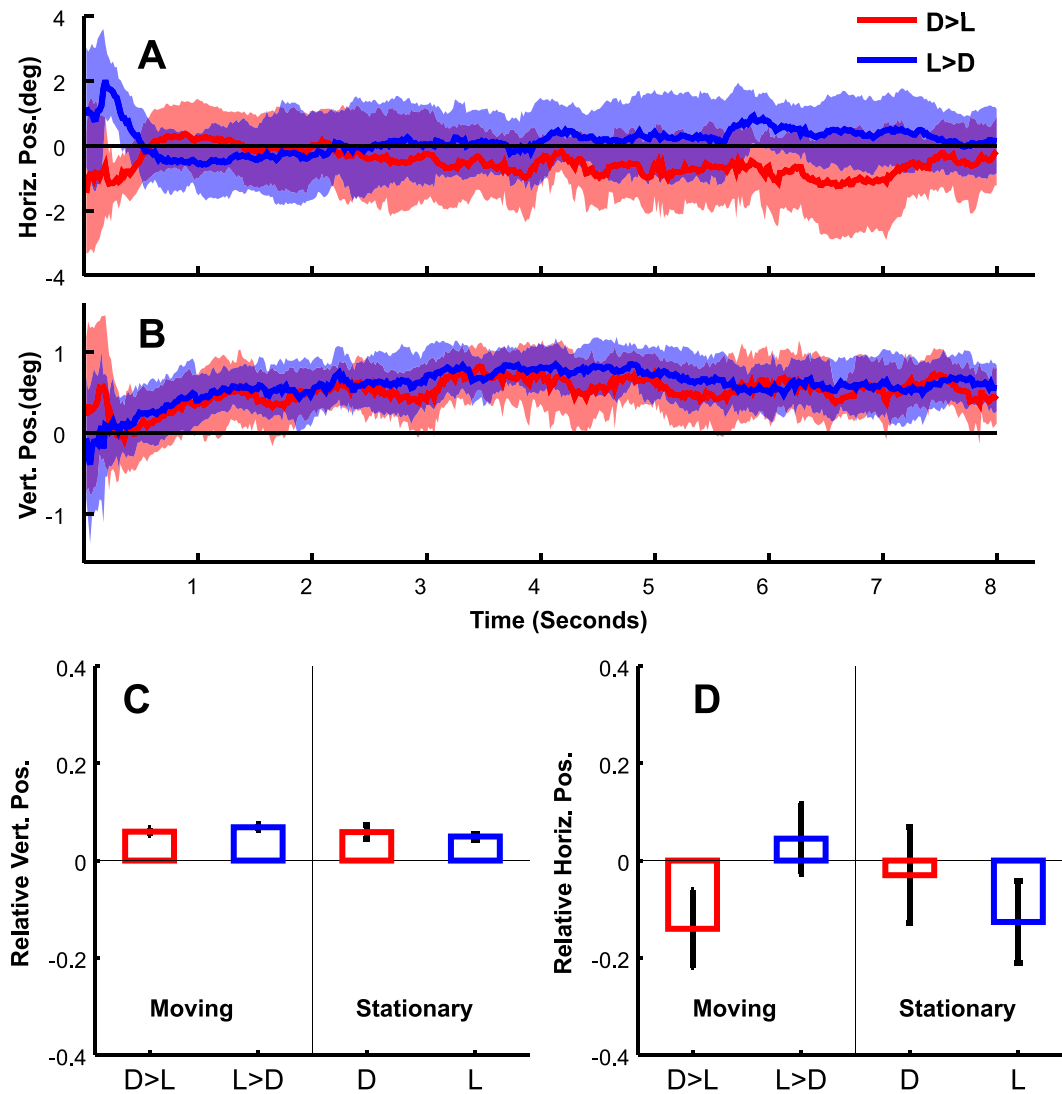 A
D>L
L>D
Horiz. Pos.(deg)
4
2
0
-2
-4
B
Vert. Pos.(deg)
1
0
-1
1 2 3 4 5 6 7 8
Time (Seconds)
C
Relative Vert. Pos.
0.4
0.2
0
-0.2
-0.4
Moving Stationary
D>L L>D D L
D
Relative Horiz. Pos.
0.4
0.2
0
-0.2
-0.4
Moving Stationary
D>L L>D D L